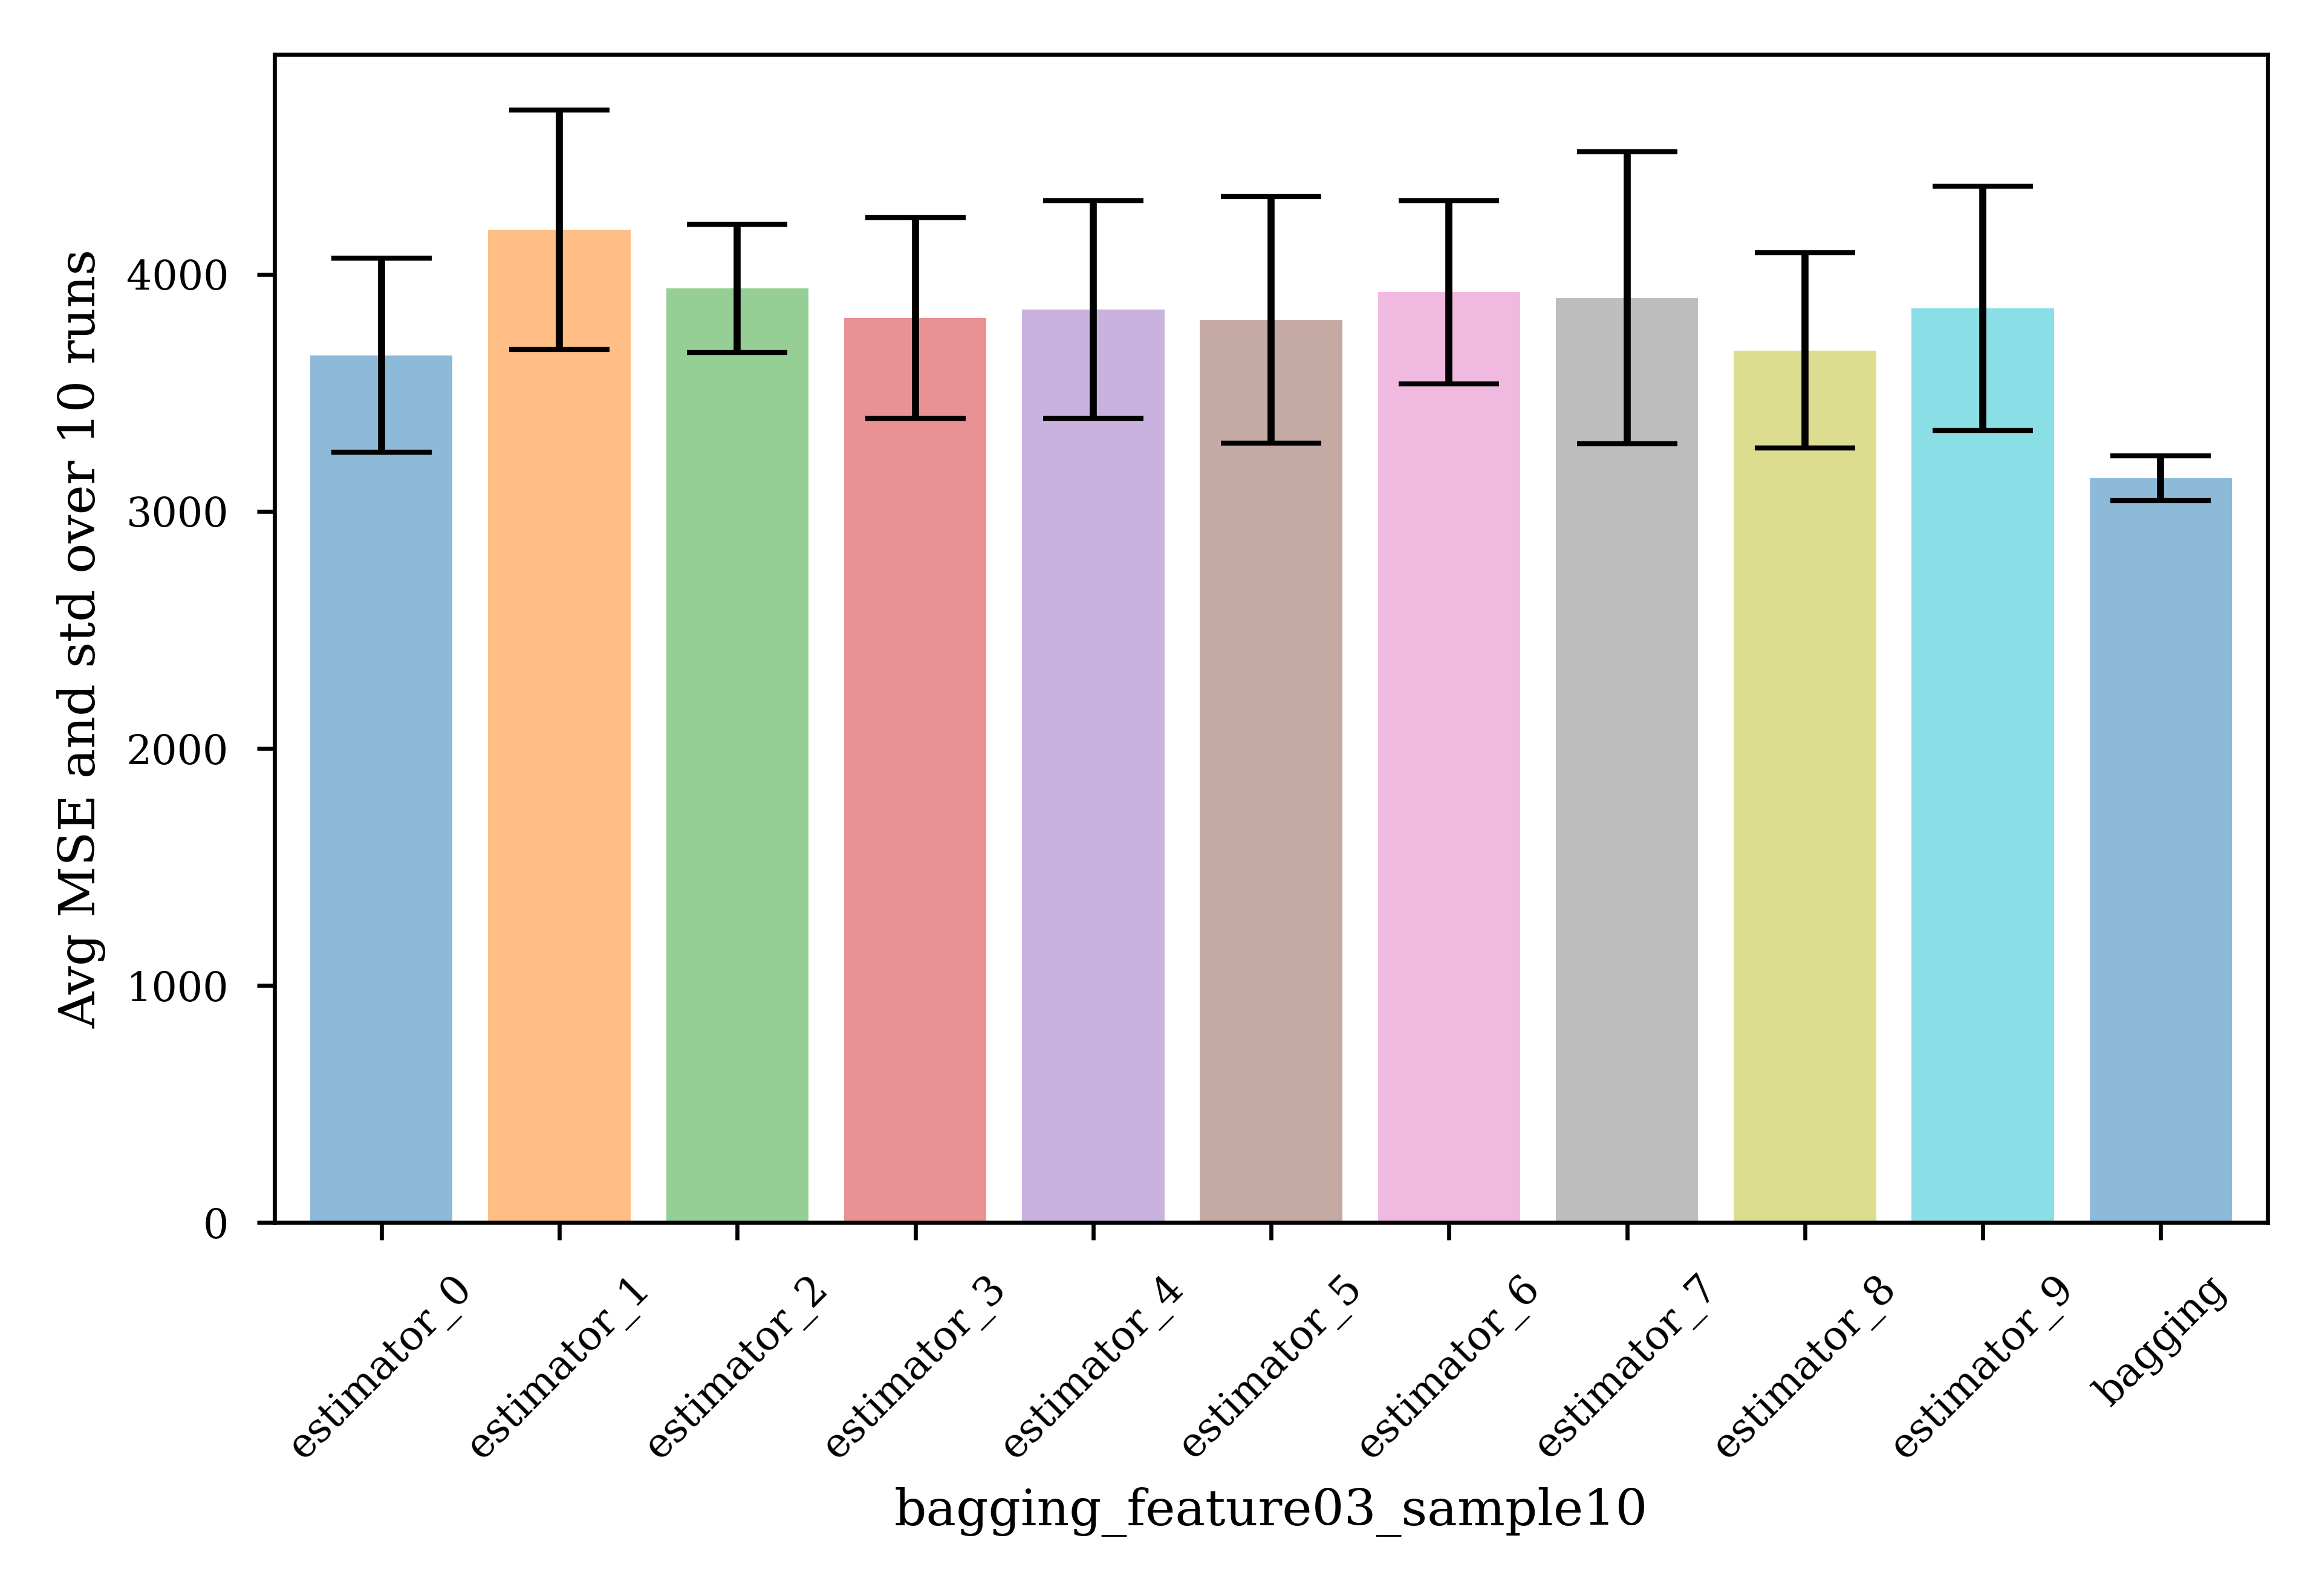 Avg MSE and std over 10 runs
4000
3000
2000
1000
0
estimator_0
estimator_1
estimator_2
estimator_3
estimator_4
estimator_5
estimator_6
estimator_7
estimator_8
estimator_9
bagging
bagging_feature03_sample10